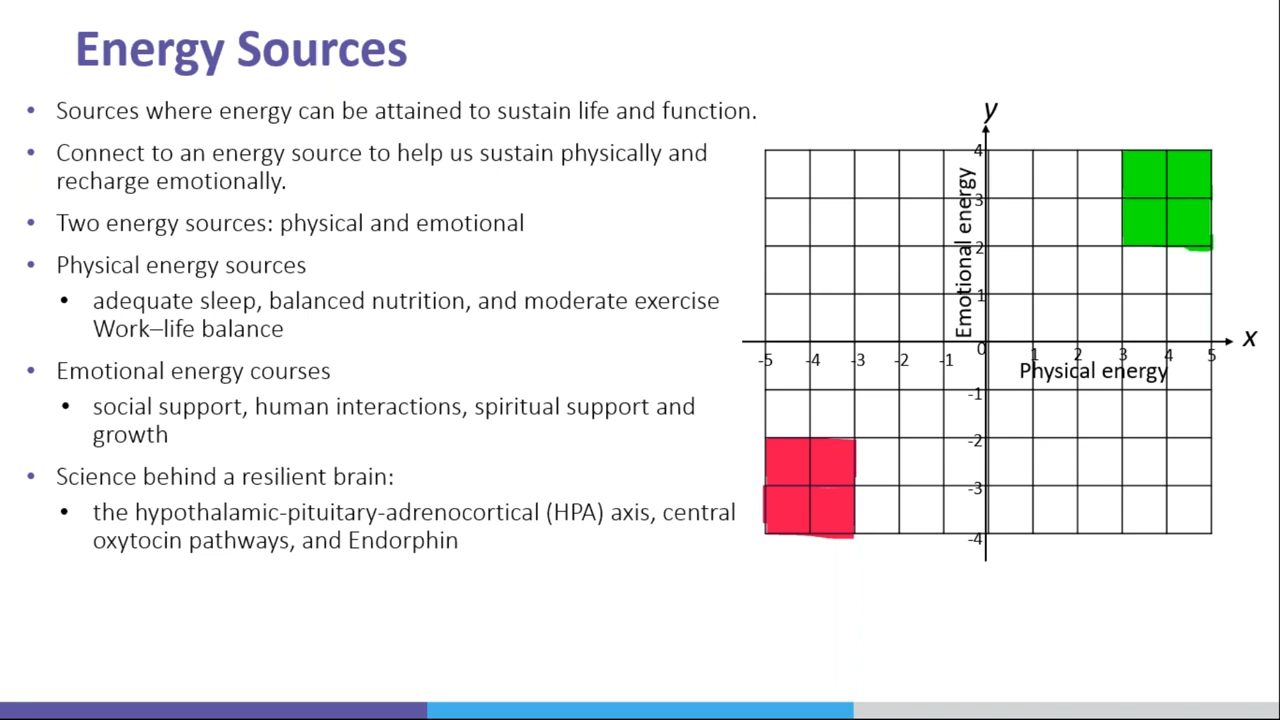 Energy Sources
• Sources where energy can be attained to sustain life and function.
• Connect to an energy source to help us sustain physically and
recharge emotionally.
• Two energy sources: physical and emotional
• Physical energy sources
• adequate sleep, balanced nutrition, and moderate exercise
Work–life balance
• Emotional energy courses
• social support, human interactions, spiritual support and
growth
• Science behind a resilient brain:
• the hypothalamic-pituitary-adrenocortical (HPA) axis, central
oxytocin pathways, and Endorphin
y
4
3
2
1
0
Emotional energy
x
-5 -4 -3 -2 -1 1 2 3 4 5
Physical energy
-1
-2
-3
-4